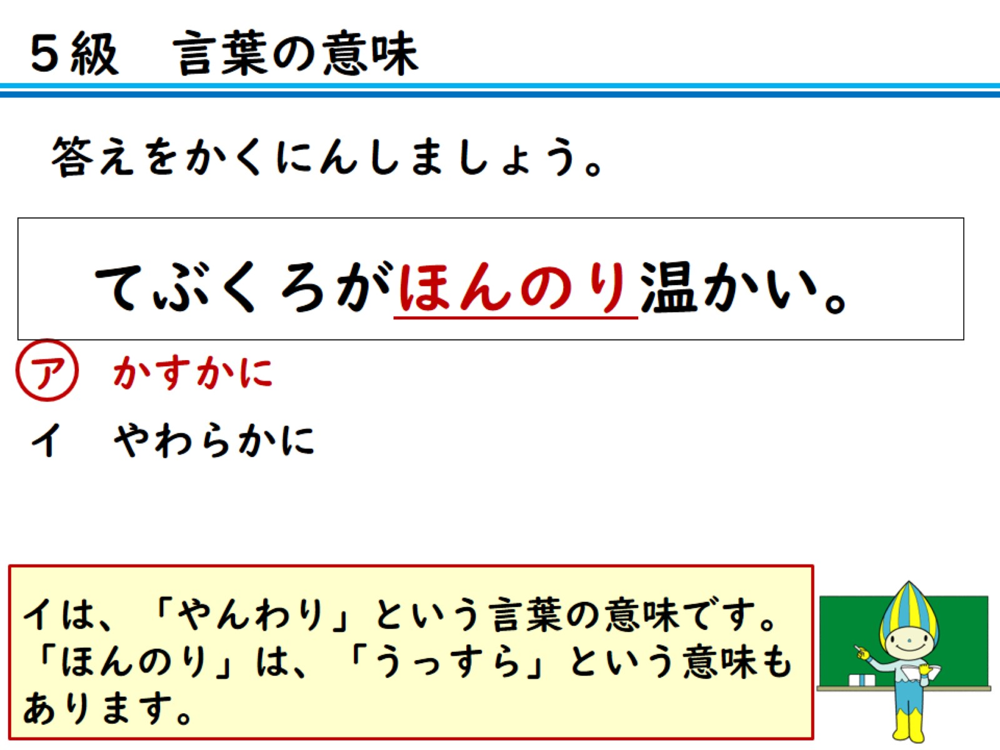 ５級　言葉の意味
答えをかくにんしましょう。
てぶくろがほんのり温かい。
ア　かすかに
イ　やわらかに
イは、「やんわり」という言葉の意味です。
「ほんのり」は、「うっすら」という意味も
あります。